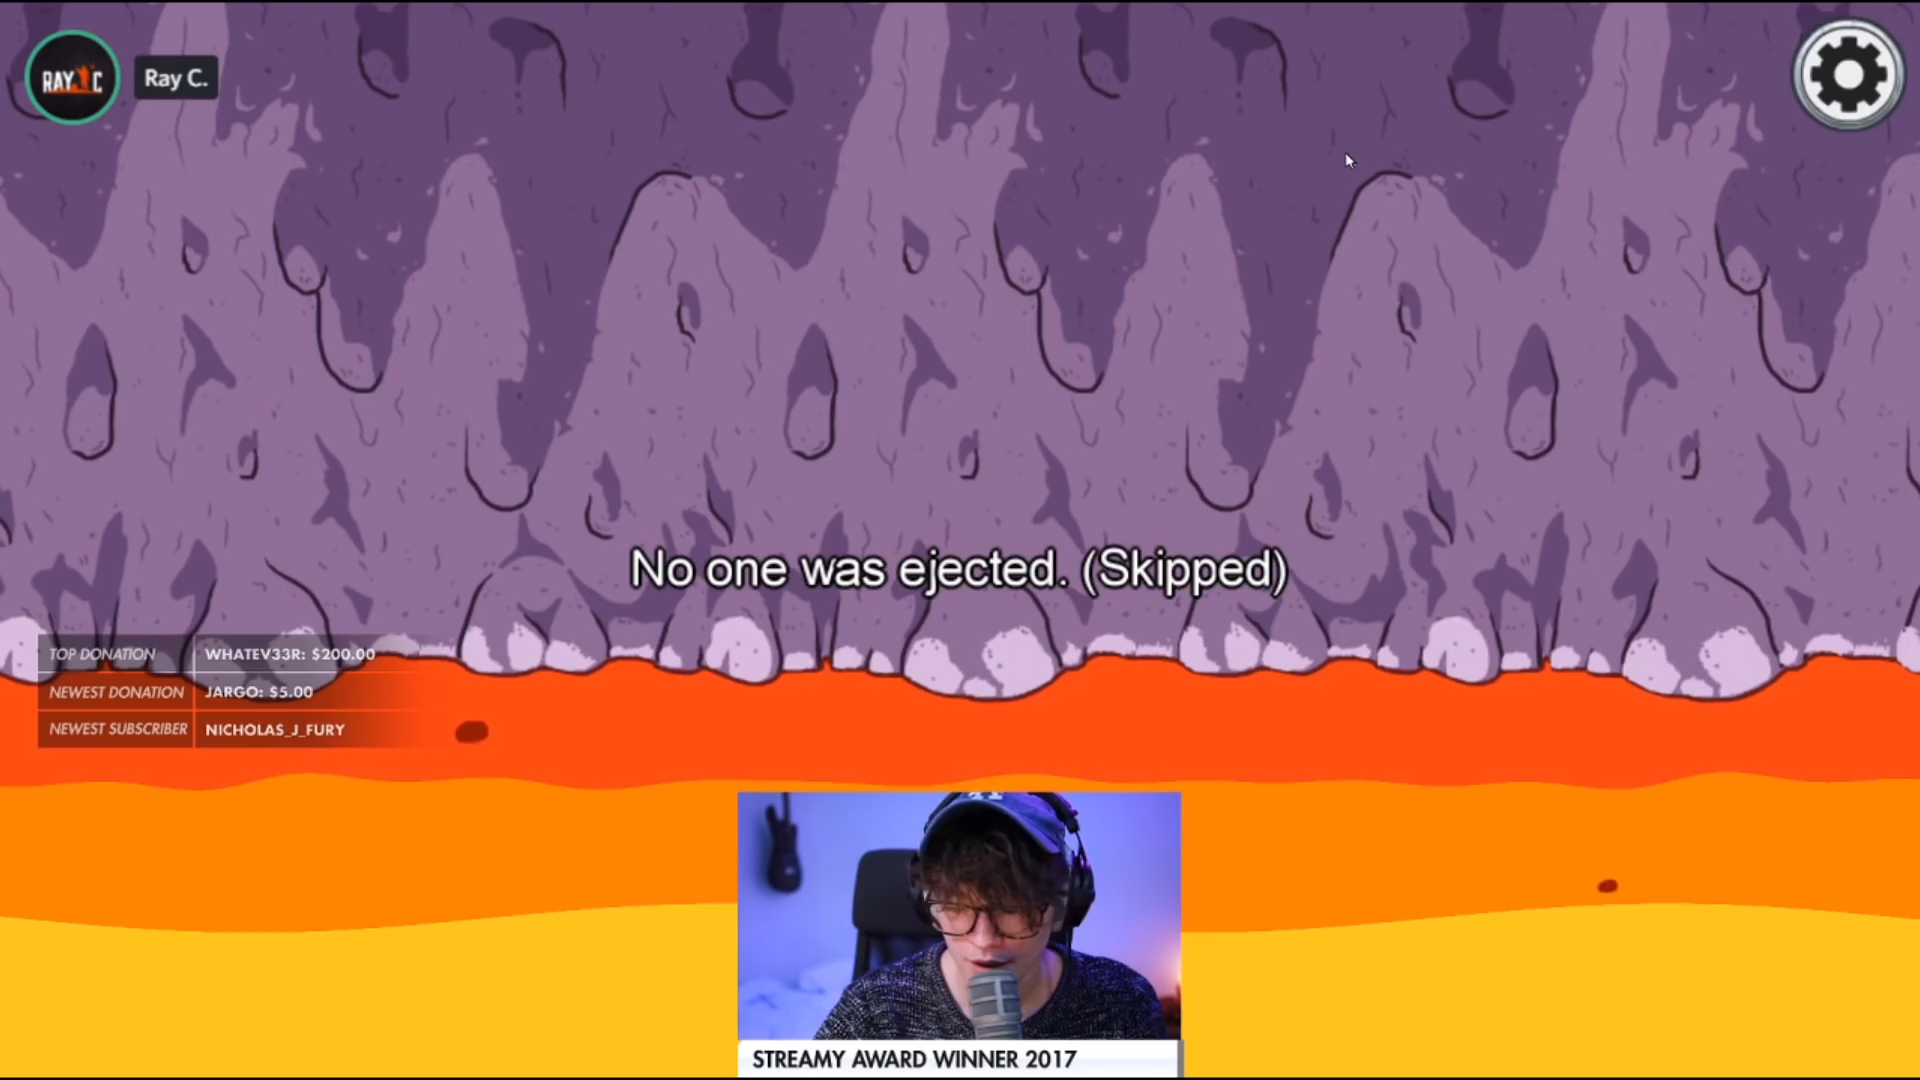 RAY C
Ray C.
No one was ejected. (Skipped)
TOP DONATION WHATEV33R: $200.00
NEWEST DONATION JARGO: $5.00
NEWEST SUBSCRIBER NICHOLAS_J_FURY
STREAMY AWARD WINNER 2017